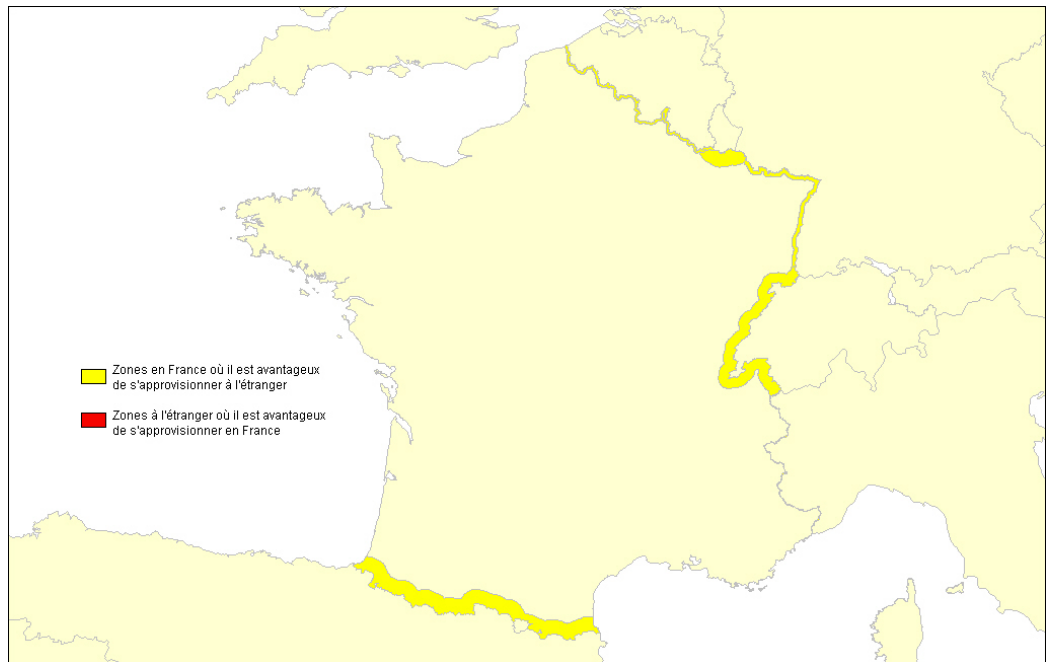 Zones en France où il est avantageux
de s'approvisionner à l'étranger
Zones à l'étranger où il est avantageux
de s'approvisionner en France